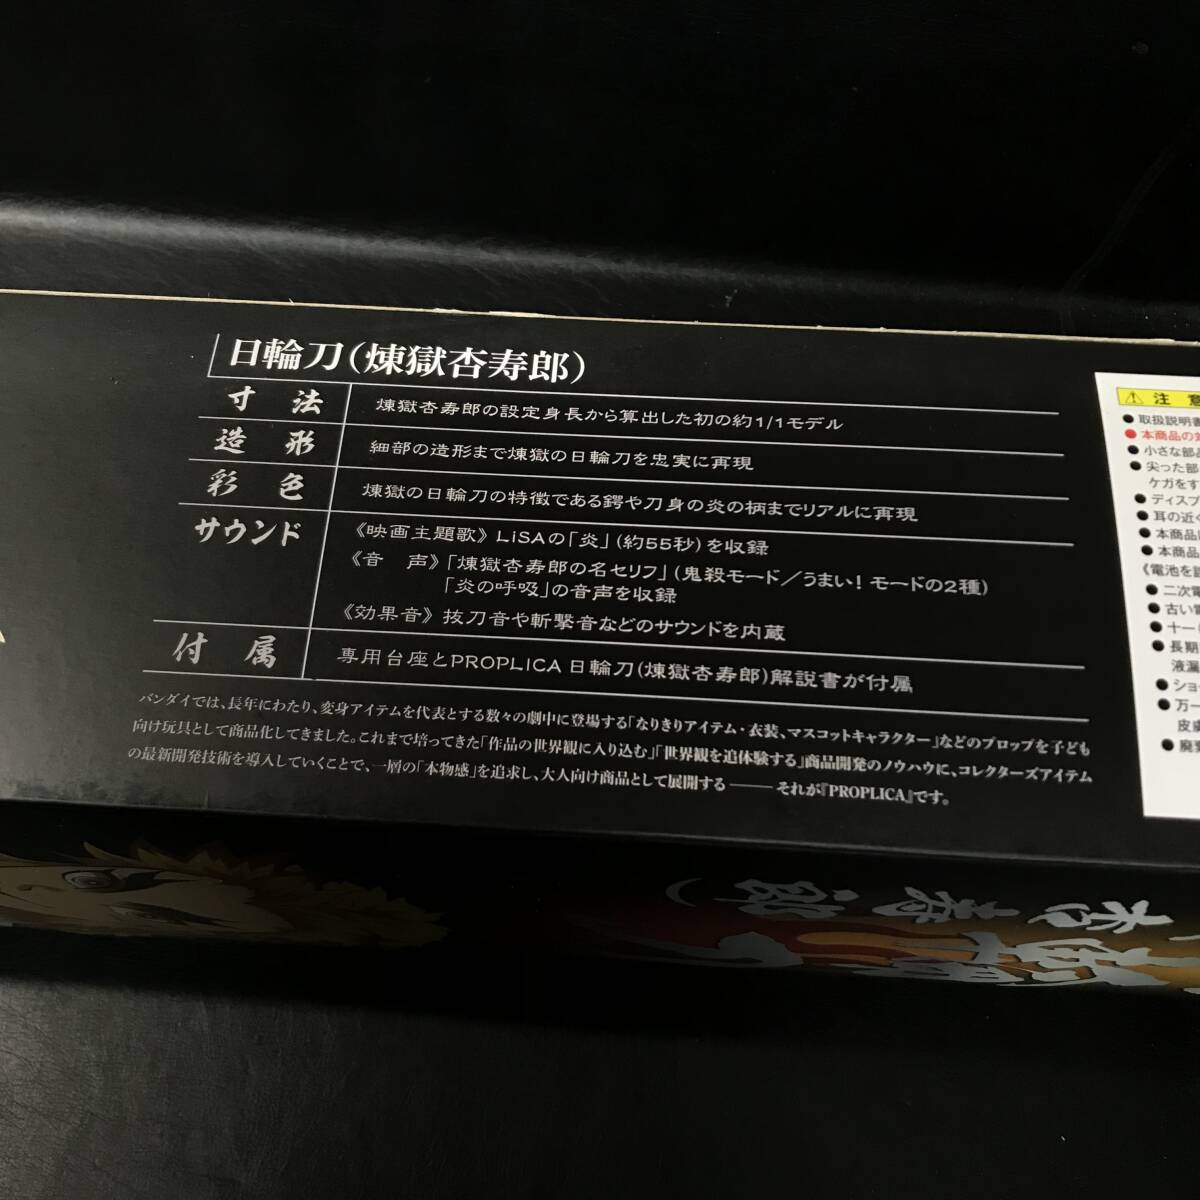 日輪刀(煉獄杏寿郎)
寸法 煉獄杏寿郎の設定身長から算出した初の約1/1モデル
造形 細部の造形まで煉獄の日輪刀を忠実に再現
彩色 煉獄の日輪刀の特徴である鍔や刀身の炎の柄までリアルに再現
サウンド 《映画主題歌》LiSAの「炎」(約55秒)を収録
《音 声》「煉獄杏寿郎の名セリフ」(鬼殺モード/うまい!モードの2種)
「炎の呼吸」の音声を収録
《効果音》抜刀音や斬撃音などのサウンドを内蔵
付属 専用台座とPROPLICA 日輪刀(煉獄杏寿郎)解説書が付属
バンダイでは、長年にわたり、変身アイテムを代表とする数々の劇中に登場する「なりきりアイテム・衣装、マスコットキャラクター」などのプロップを子ども
向け玩具として商品化してきました。これまで培ってきた「作品の世界観に入り込む」「世界観を追体験する」商品開発のノウハウに、コレクターズアイテム
の最新開発技術を導入していくことで、一層の「本物感」を追求し、大人向け商品として展開する——それが『PROPLICA』です。
⚠ 注 意
●取扱説明書
●本商品の対
●小さな部品
●尖った部
ケガをす
●ディスプ
●耳の近く
●本商品
●本商品
《電池を誤
●二次電
●古い電
●十一(
●長期
液漏
●ショ
●万一
皮膚
●廃棄
杏寿郎)